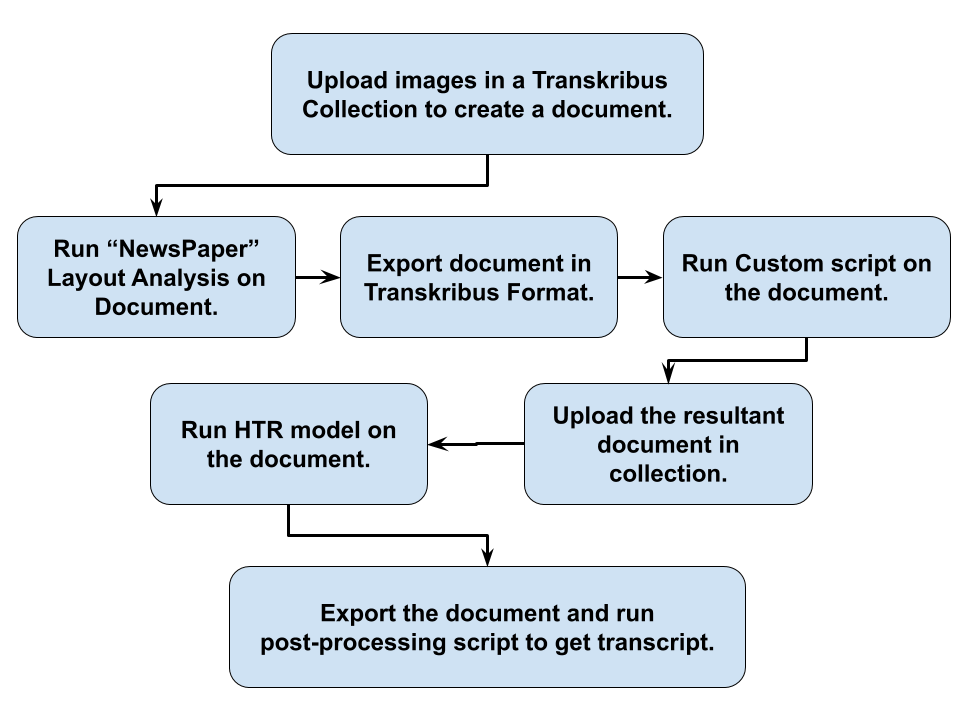 Upload images in a Transkribus
Collection to create a document.
Run “NewsPaper”
Layout Analysis on
Document.
Export document in
Transkribus Format.
Run Custom script on
the document.
Upload the resultant
document in
collection.
Run HTR model on
the document.
Export the document and run
post-processing script to get transcript.